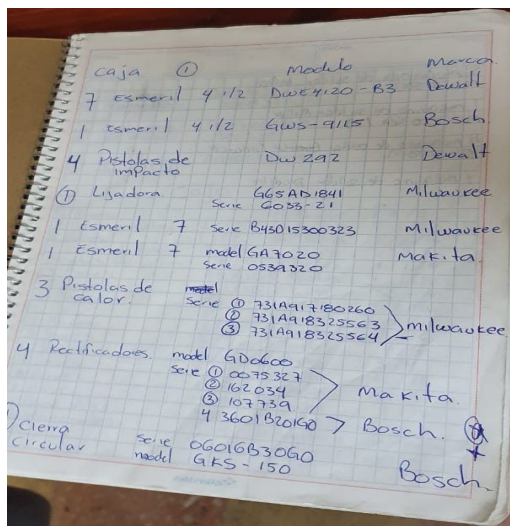 caja ① Modelo Marca
7 Esmeril 4 1/2 DWE4120-B3 Dewalt
1 Esmeril 4 1/2 GWS-9115 Bosch
4 Pistolas de Dw292 Dewalt
impacto
① Lijadora G65AD1841 Milwaukee
Serie 6033-21
1 Esmeril 7 serie B43D15300323 Milwaukee
1 Esmeril 7 model GA7020 Makita.
serie 0539320
3 Pistolas de model
calor. serie ① 731A917180260
② 731A918325563 milwaukee
③ 731A918325564
4 Rectificadores. model GD0600
serie ① 0075327
② 162034 Makita.
③ 107739
4 3601B201G0 > Bosch.
① Cierra serie 06016B30G0
circular model GKS-150 Bosch.